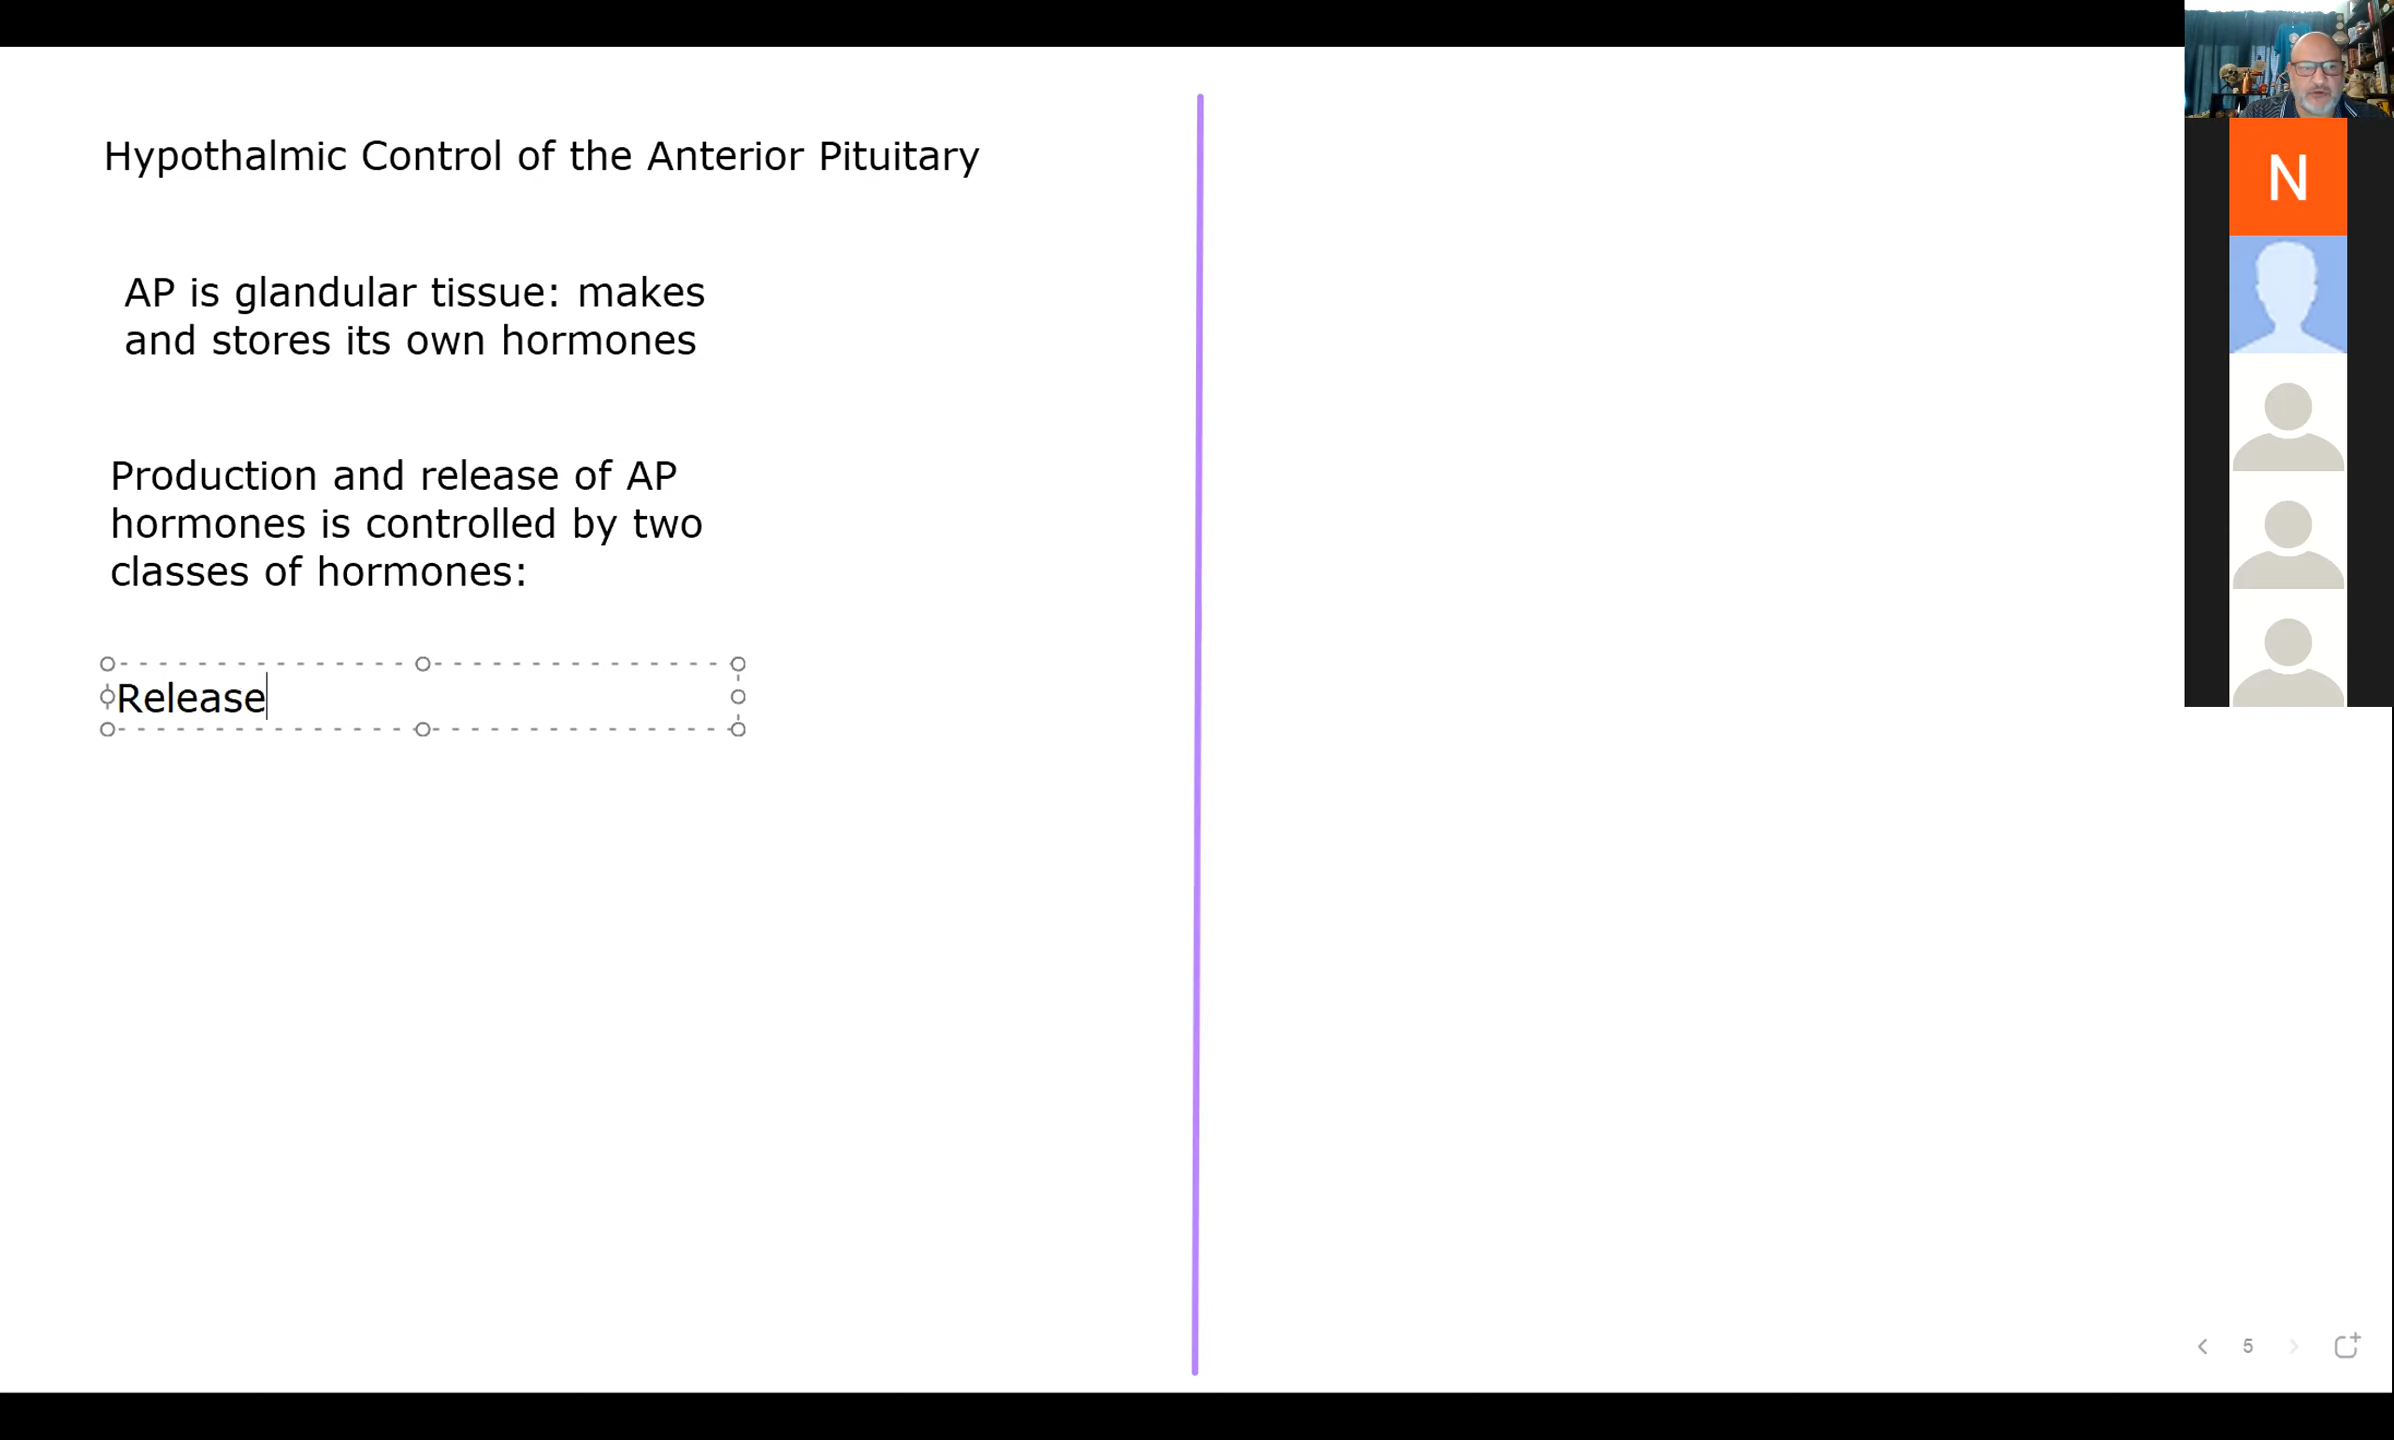 Hypothalmic Control of the Anterior Pituitary
AP is glandular tissue: makes
and stores its own hormones
Production and release of AP
hormones is controlled by two
classes of hormones:
Release
N
5